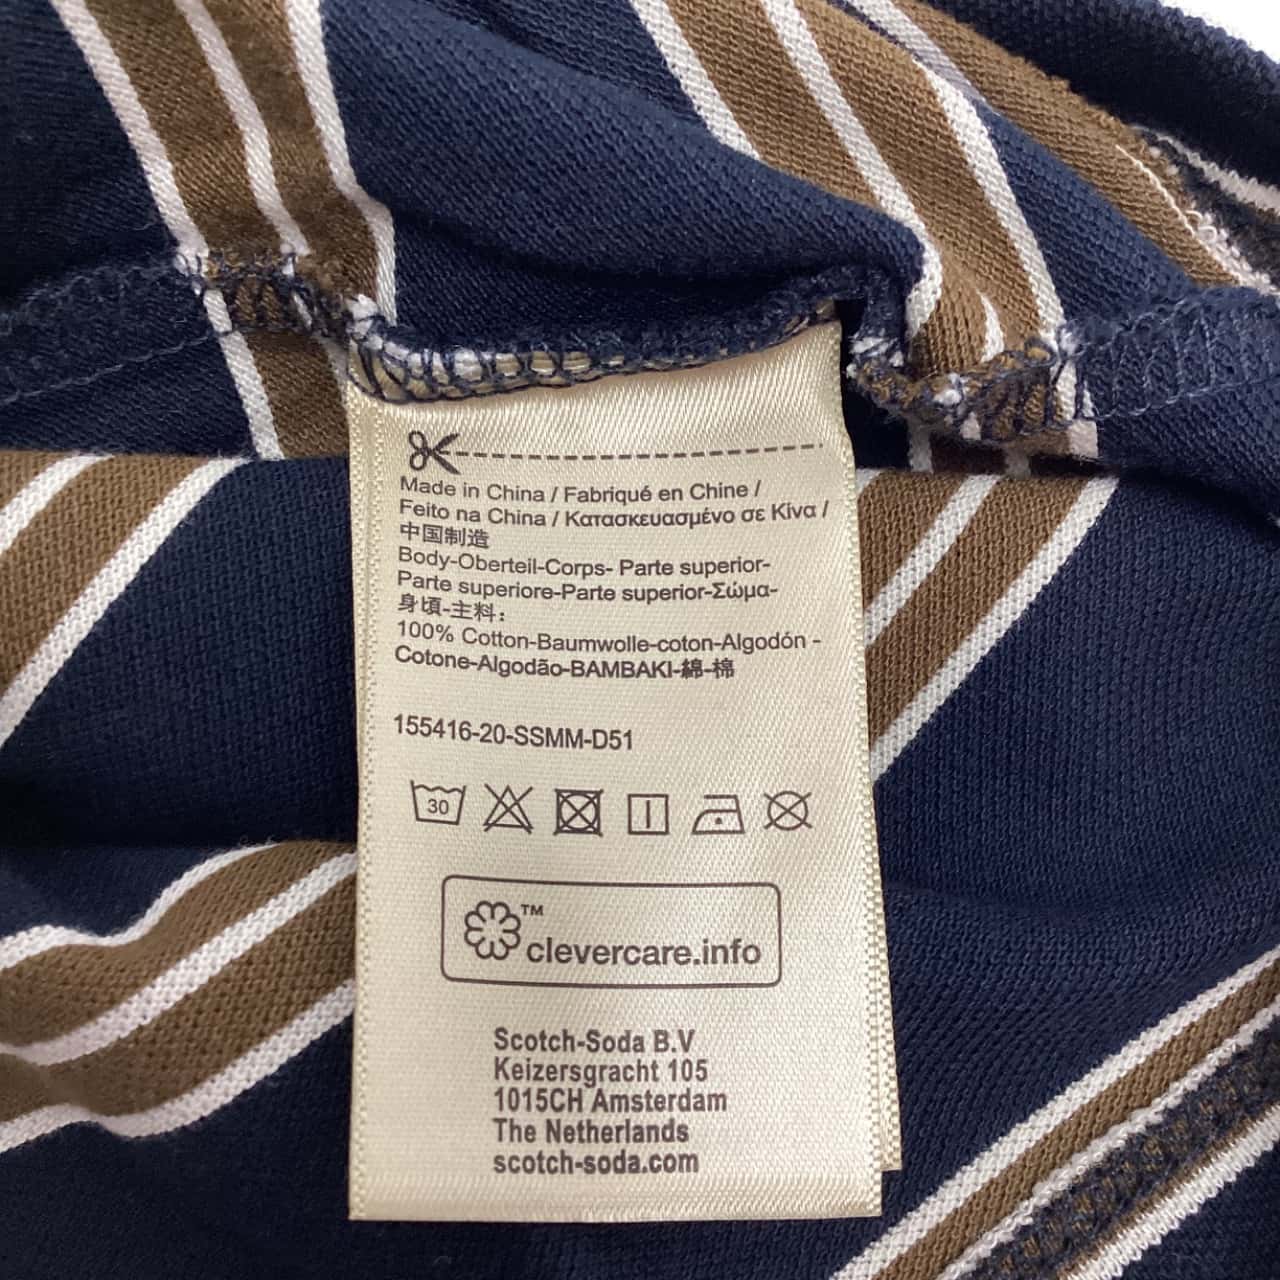 Made in China / Fabriqué en Chine /
Feito na China / Κατασκευασμένο σε Κίνα /
中国制造
Body-Oberteil-Corps- Parte superior-
Parte superiore-Parte superior-Σώμα-
身頃-主料：
100% Cotton-Baumwolle-coton-Algodón -
Cotone-Algodão-BAMBAKI-綿-棉
155416-20-SSMM-D51
30
™
clevercare.info
Scotch-Soda B.V
Keizersgracht 105
1015CH Amsterdam
The Netherlands
scotch-soda.com